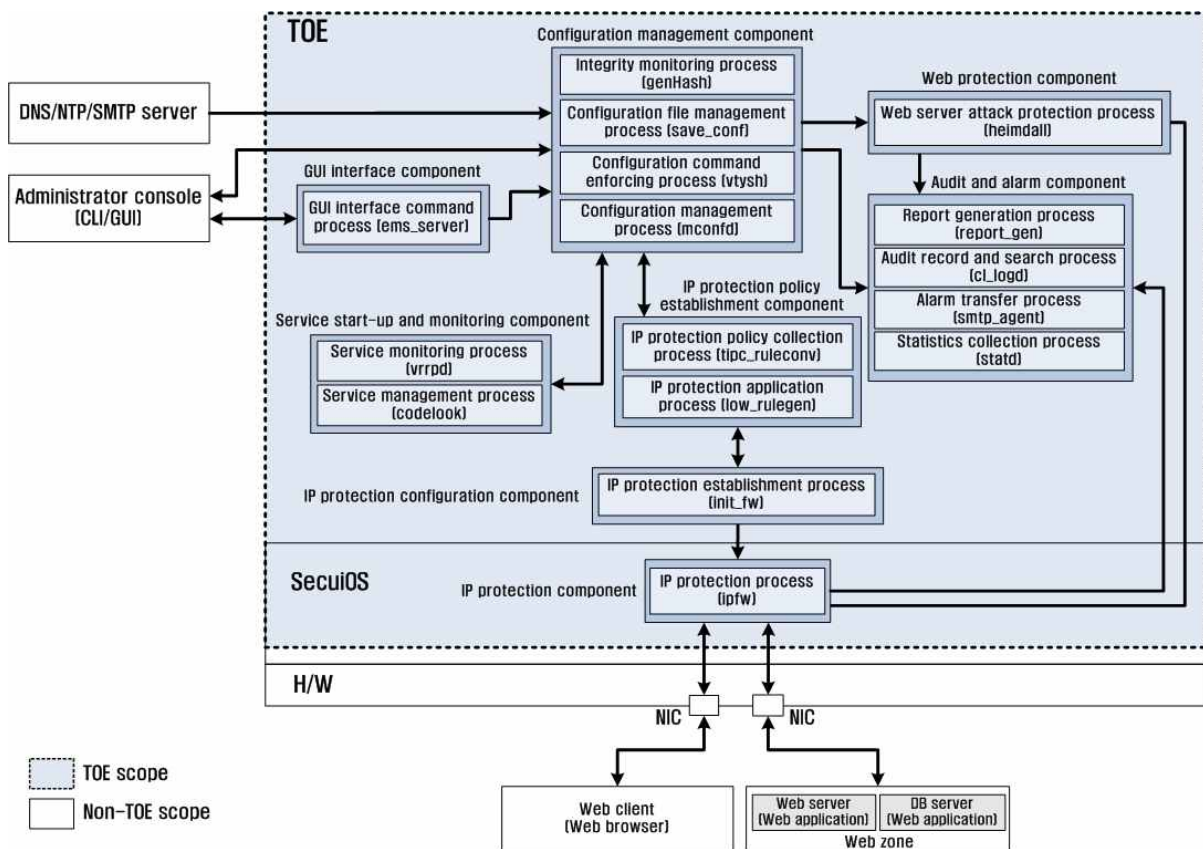 TOE
Configuration management component
Integrity monitoring process
(genHash)
Configuration file management
process (save_conf)
Configuration command
enforcing process (vtysh)
Configuration management
process (mconfd)
Web protection component
Web server attack protection process
(heimdall)
DNS/NTP/SMTP server
Administrator console
(CLI/GUI)
GUI interface component
GUI interface command
process (ems_server)
Audit and alarm component
Report generation process
(report_gen)
Audit record and search process
(cl_logd)
Alarm transfer process
(smtp_agent)
Statistics collection process
(statd)
IP protection policy
establishment component
IP protection policy collection
process (tipc_ruleconv)
IP protection application
process (low_rulegen)
Service start-up and monitoring component
Service monitoring process
(vrrpd)
Service management process
(codelook)
IP protection configuration component
IP protection establishment process
(init_fw)
SecuiOS
IP protection component
IP protection process
(ipfw)
H/W
NIC
NIC
TOE scope
Non-TOE scope
Web client
(Web browser)
Web server
(Web application)
DB server
(Web application)
Web zone